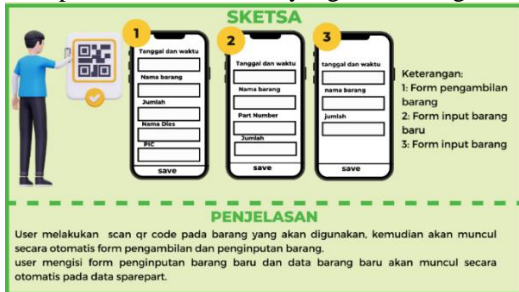 SKETSA
1
Tanggal dan waktu
Nama barang
Jumlah
Nama Dies
PIC
save
2
Tanggal dan waktu
Nama barang
Part Number
Jumlah
save
3
tanggal dan waktu
nama barang
jumlah
save
Keterangan:
1: Form pengambilan
barang
2: Form input barang
baru
3: Form input barang
PENJELASAN
User melakukan scan qr code pada barang yang akan digunakan, kemudian akan muncul
secara otomatis form pengambilan dan penginputan barang.
user mengisi form penginputan barang baru dan data barang baru akan muncul secara
otomatis pada data sparepart.